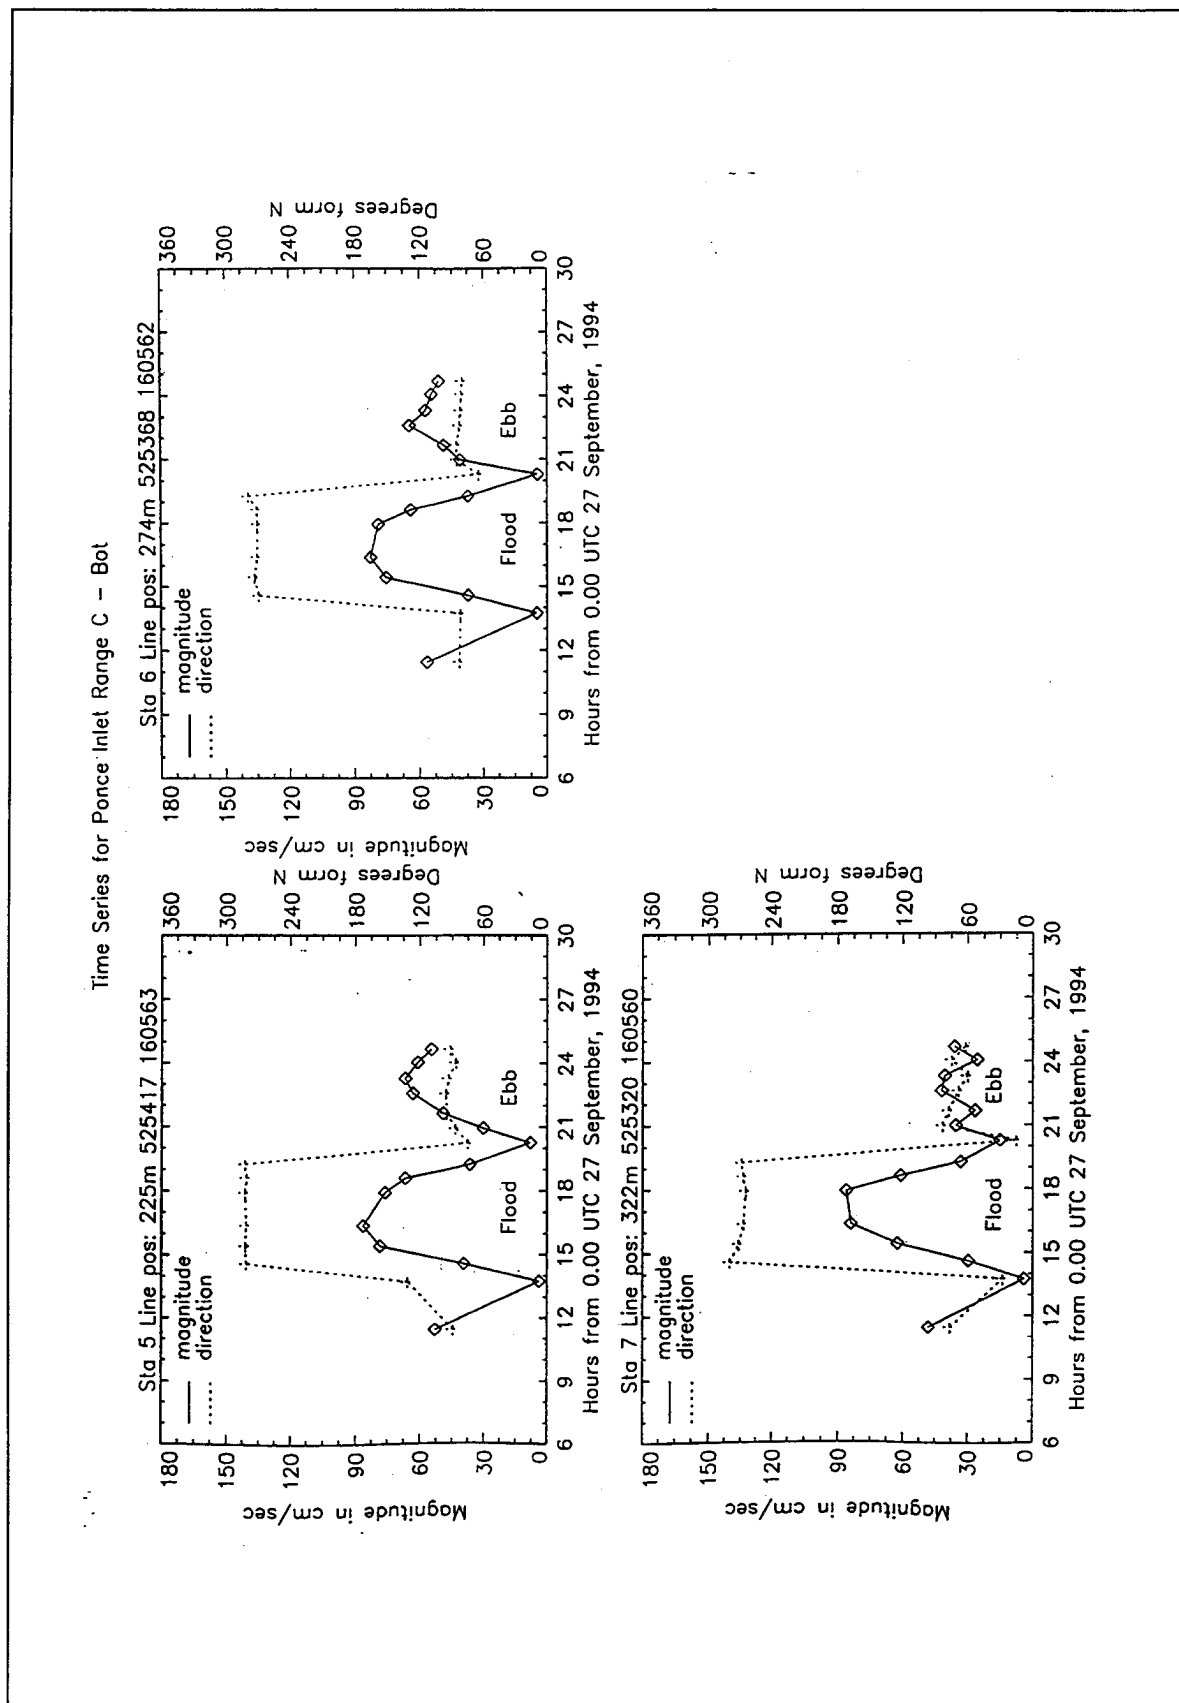 Time Series for Ponce Inlet Range C – Bot
Sta 5 Line pos: 225m 525417 160563
magnitude
direction
Flood
Ebb
180
150
120
90
60
30
0
Magnitude in cm/sec
360
300
240
180
120
60
0
Degrees form N
6 9 12 15 18 21 24 27 30
Hours from 0.00 UTC 27 September, 1994
Sta 6 Line pos: 274m 525368 160562
magnitude
direction
Flood
Ebb
180
150
120
90
60
30
0
Magnitude in cm/sec
360
300
240
180
120
60
0
Degrees form N
6 9 12 15 18 21 24 27 30
Hours from 0.00 UTC 27 September, 1994
Sta 7 Line pos: 322m 525320 160560
magnitude
direction
Flood
Ebb
180
150
120
90
60
30
0
Magnitude in cm/sec
360
300
240
180
120
60
0
Degrees form N
6 9 12 15 18 21 24 27 30
Hours from 0.00 UTC 27 September, 1994